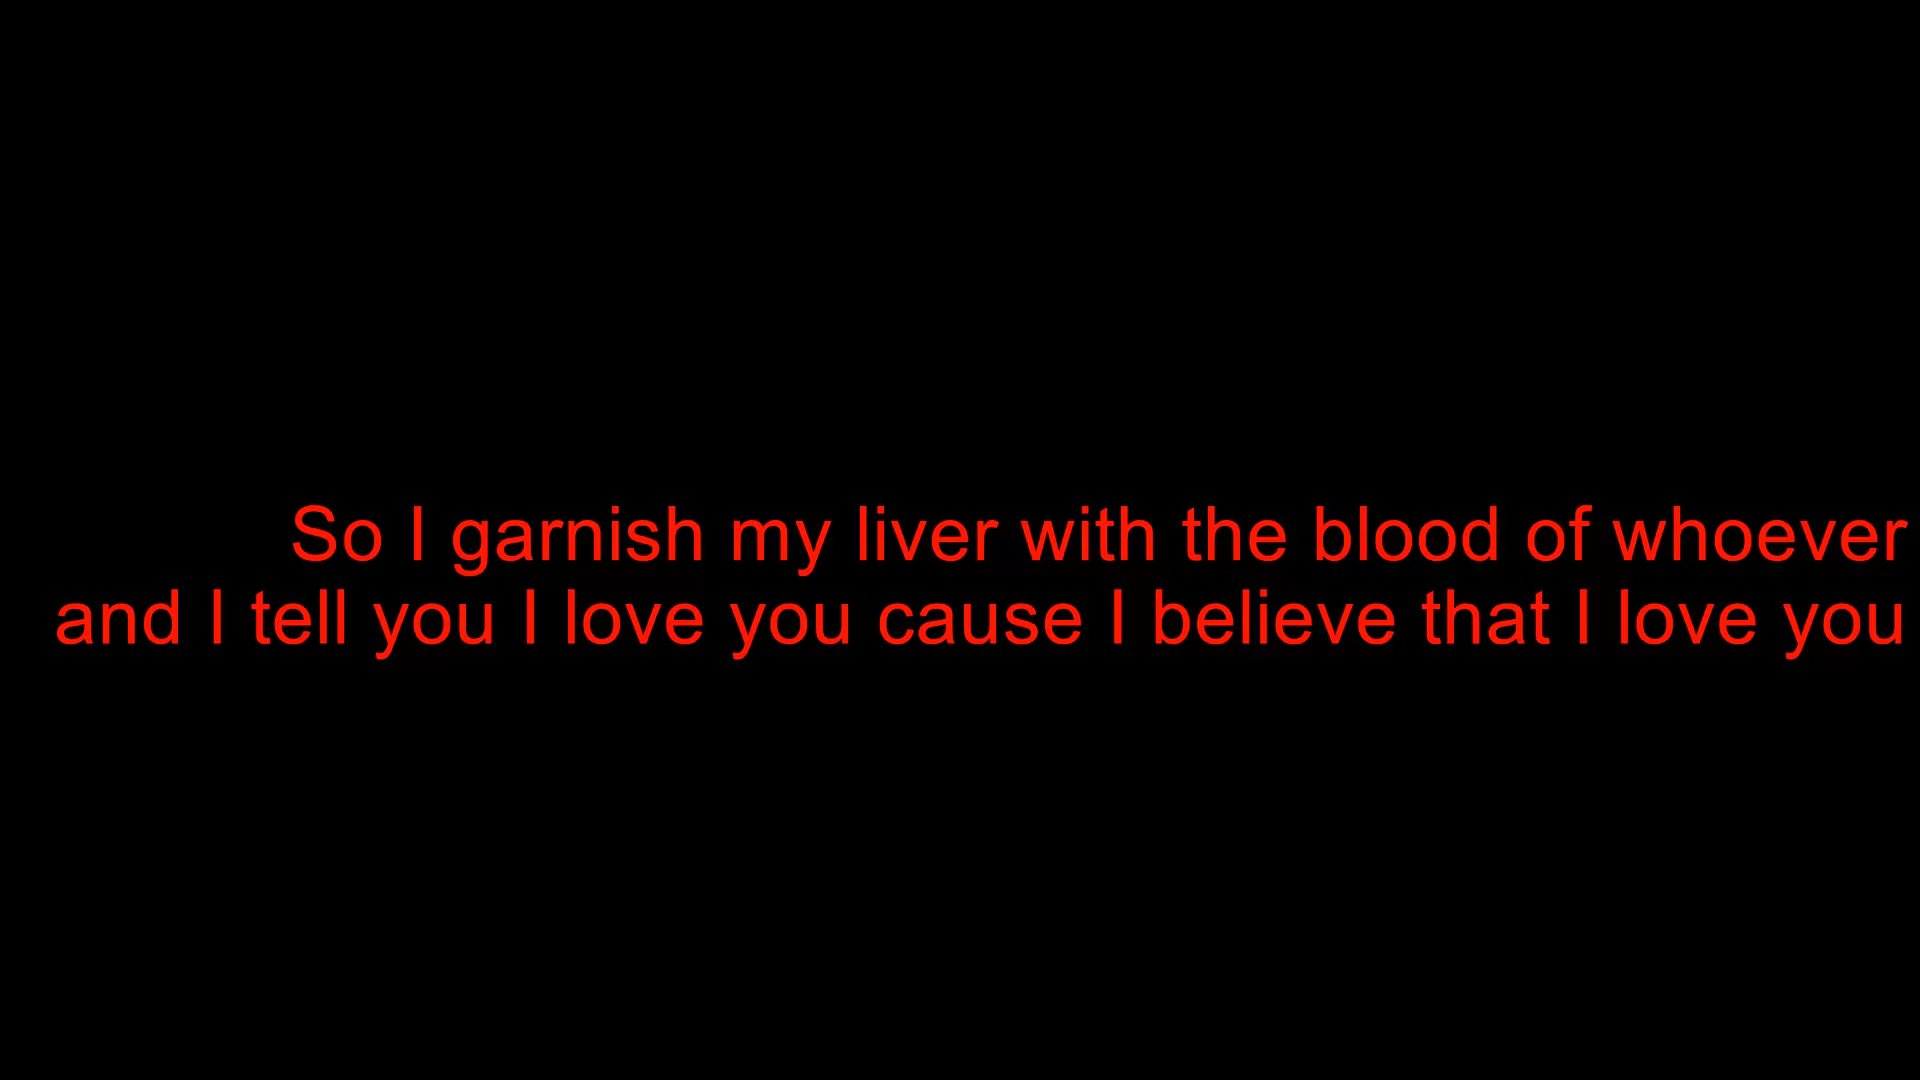 So I garnish my liver with the blood of whoever
and I tell you I love you cause I believe that I love you